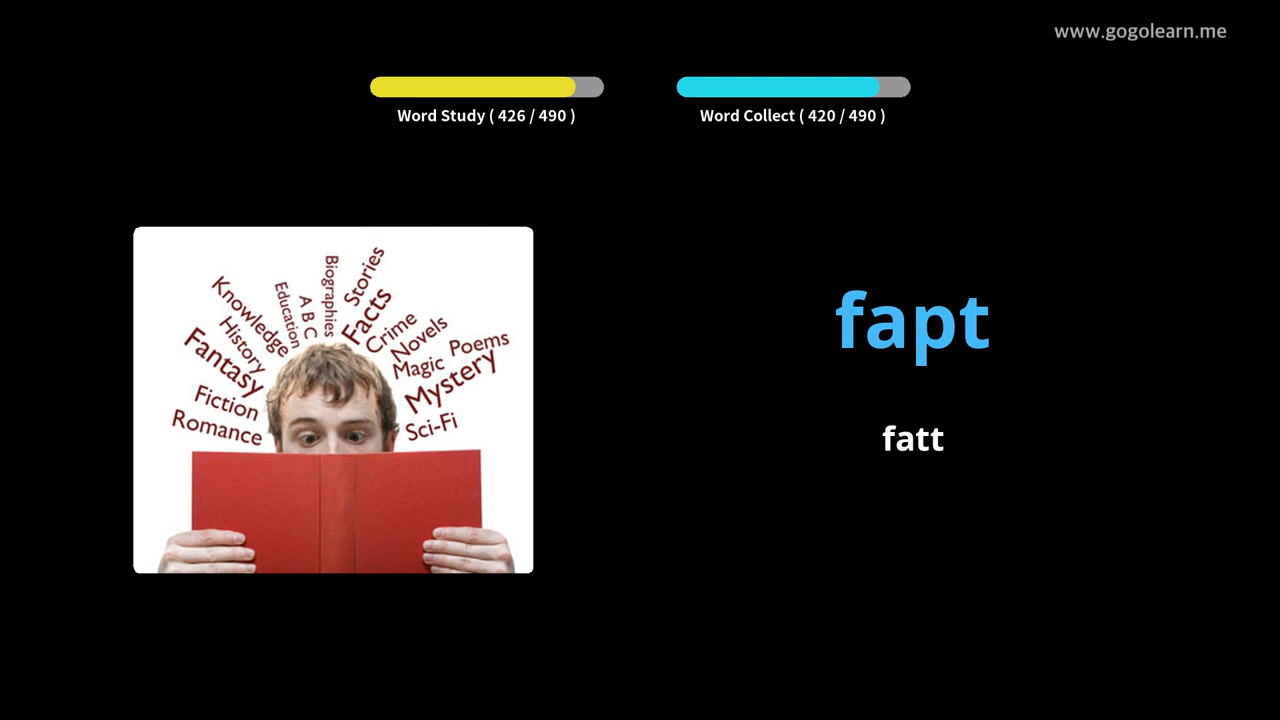 www.gogolearn.me
Word Study ( 426 / 490 )
Word Collect ( 420 / 490 )
Stories
Biographies
Facts
A B C
Education
Knowledge
Crime
Novels
History
Poems
Magic
Fantasy
Mystery
Fiction
Sci-Fi
Romance
fapt
fatt